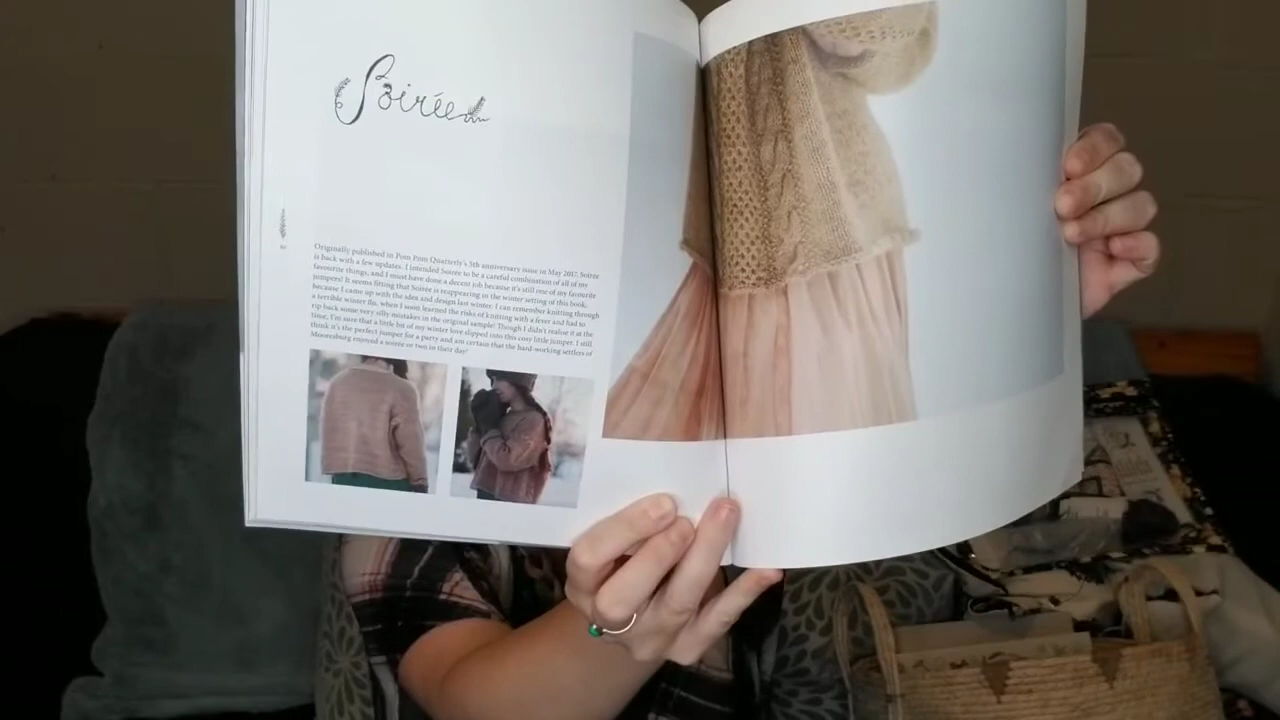 Soirée
Originally published in Pom Pom Quarterly's 5th anniversary issue in May 2017, Soirée
is back with a few updates. I intended Soirée to be a careful combination of all of my
favourite things, and I must have done a decent job because it's still one of my favourite
jumpers! It seems fitting that Soirée is reappearing in the winter setting of this book,
because I came up with the idea and design last winter. I can remember knitting through
a terrible winter flu, when I soon learned the risks of knitting with a fever and had to
rip back some very silly mistakes in the original sample! Though I didn't realise it at the
time, I'm sure that a little bit of my winter love slipped into this cosy little jumper. I still
think it's the perfect jumper for a party and am certain that the hard-working settlers of
Mooresburg enjoyed a soirée or two in their day!